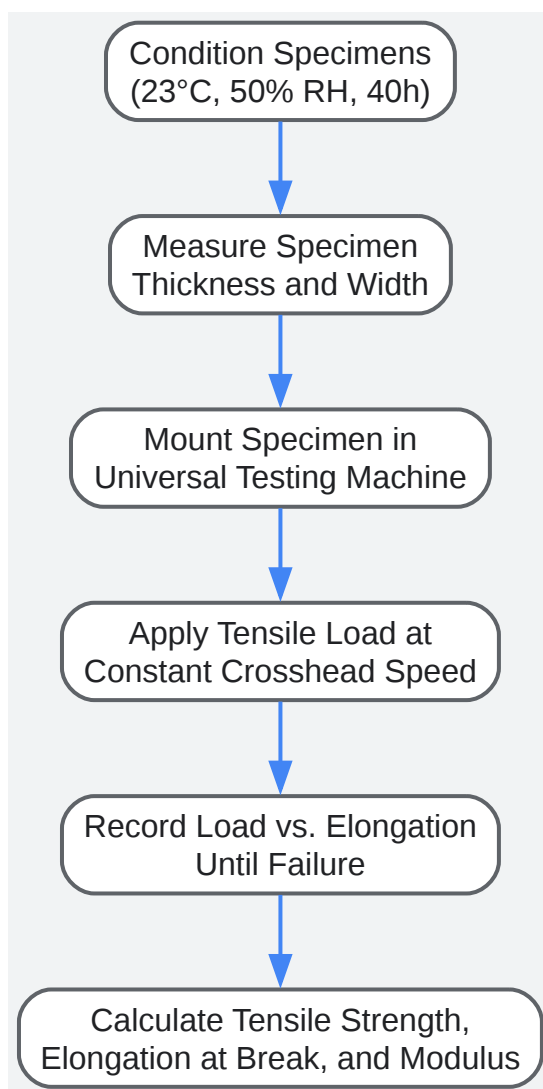 Condition Specimens
(23°C, 50% RH, 40h)
Measure Specimen
Thickness and Width
Mount Specimen in
Universal Testing Machine
Apply Tensile Load at
Constant Crosshead Speed
Record Load vs. Elongation
Until Failure
Calculate Tensile Strength,
Elongation at Break, and Modulus